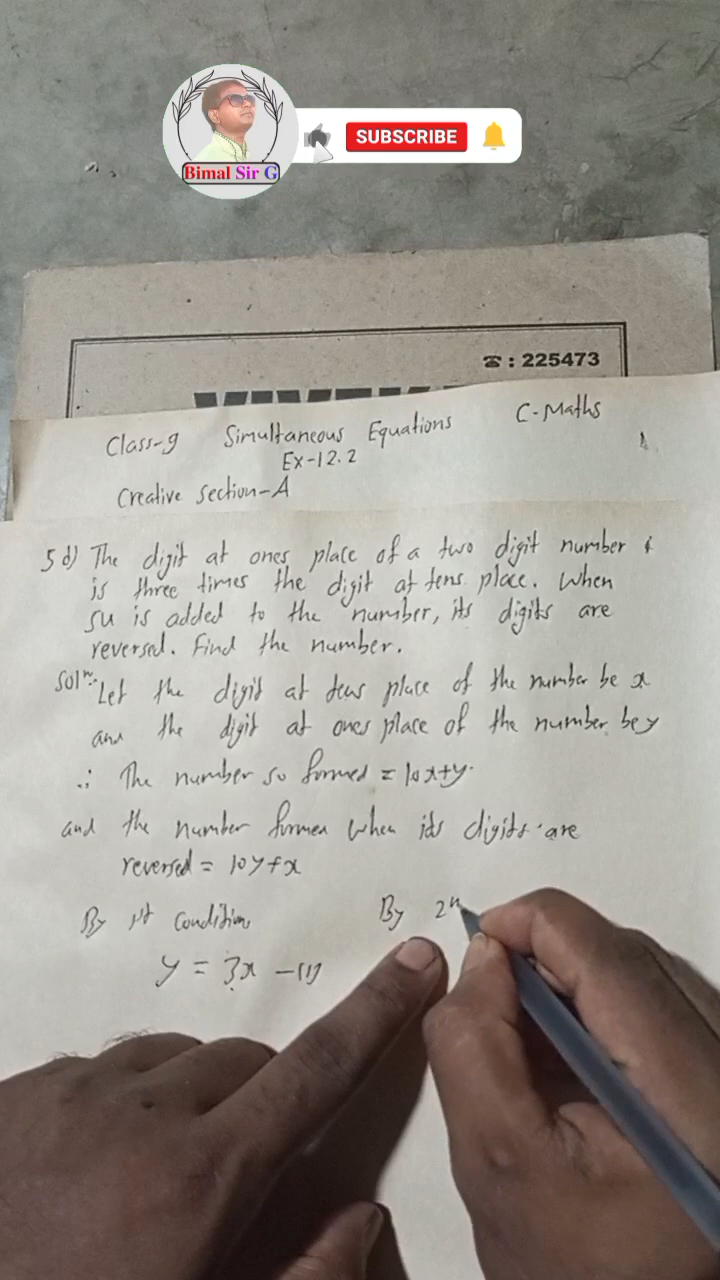 Bimal Sir G
SUBSCRIBE
☎ : 225473
Class-9 Simultaneous Equations C-Maths
Ex-12.2
Creative section-A
5 d) The digit at ones place of a two digit number
is three times the digit at tens place. When
54 is added to the number, its digits are
reversed. Find the number.
Solⁿ:- Let the digit at tens place of the number be x
and the digit at ones place of the number be y
∴ The number so formed = 10x+y.
and the number formed when its digits are
reversed = 10y+x
By 1st condition, By 2n
y = 3x -(1)